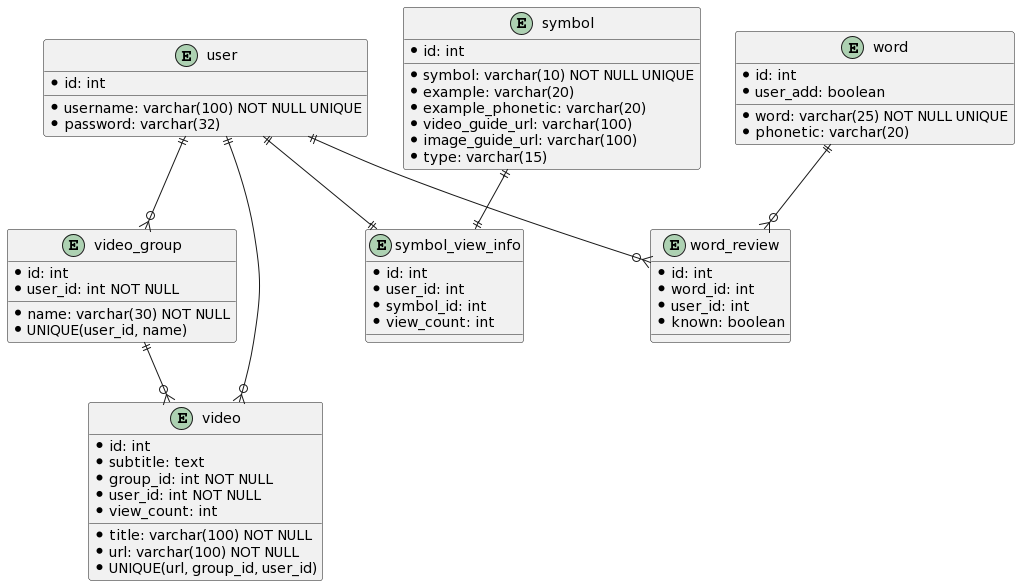 E user
id: int
username: varchar(100) NOT NULL UNIQUE
password: varchar(32)
E symbol
id: int
symbol: varchar(10) NOT NULL UNIQUE
example: varchar(20)
example_phonetic: varchar(20)
video_guide_url: varchar(100)
image_guide_url: varchar(100)
type: varchar(15)
E word
id: int
user_add: boolean
word: varchar(25) NOT NULL UNIQUE
phonetic: varchar(20)
E video_group
id: int
user_id: int NOT NULL
name: varchar(30) NOT NULL
UNIQUE(user_id, name)
E symbol_view_info
id: int
user_id: int
symbol_id: int
view_count: int
E word_review
id: int
word_id: int
user_id: int
known: boolean
E video
id: int
subtitle: text
group_id: int NOT NULL
user_id: int NOT NULL
view_count: int
title: varchar(100) NOT NULL
url: varchar(100) NOT NULL
UNIQUE(url, group_id, user_id)